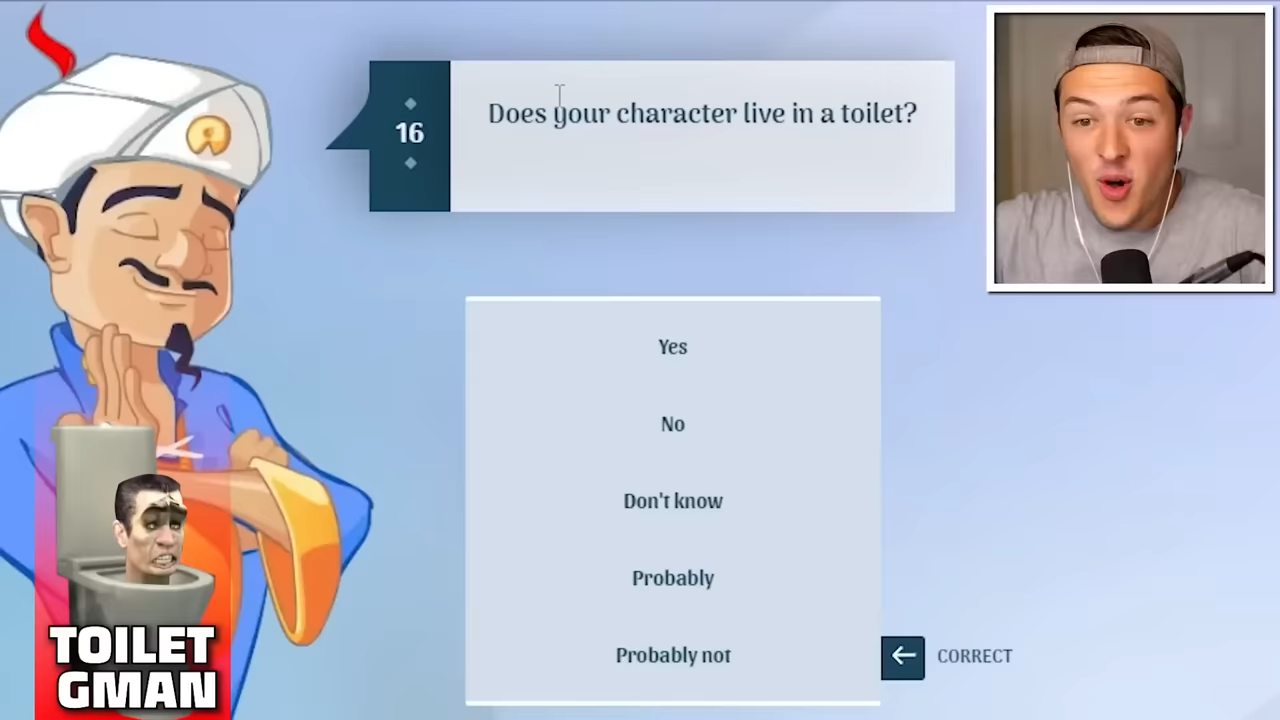 16
Does your character live in a toilet?
Yes
No
Don't know
Probably
Probably not
CORRECT
TOILET
GMAN